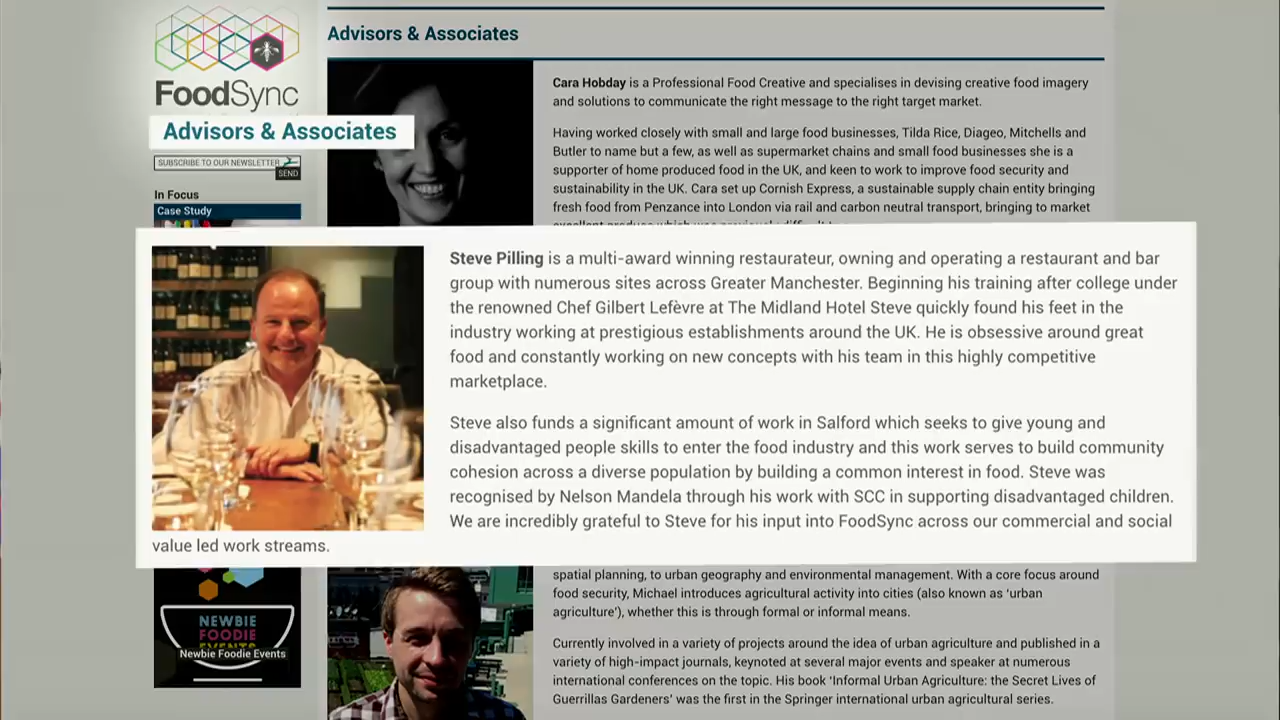 FoodSync
Advisors & Associates
SUBSCRIBE TO OUR NEWSLETTER
SEND
In Focus
Case Study
Advisors & Associates
Cara Hobday is a Professional Food Creative and specialises in devising creative food imagery
and solutions to communicate the right message to the right target market.
Having worked closely with small and large food businesses, Tilda Rice, Diageo, Mitchells and
Butler to name but a few, as well as supermarket chains and small food businesses she is a
supporter of home produced food in the UK, and keen to work to improve food security and
sustainability in the UK. Cara set up Cornish Express, a sustainable supply chain entity bringing
fresh food from Penzance into London via rail and carbon neutral transport, bringing to market
Steve Pilling is a multi-award winning restaurateur, owning and operating a restaurant and bar
group with numerous sites across Greater Manchester. Beginning his training after college under
the renowned Chef Gilbert Lefèvre at The Midland Hotel Steve quickly found his feet in the
industry working at prestigious establishments around the UK. He is obsessive around great
food and constantly working on new concepts with his team in this highly competitive
marketplace.
Steve also funds a significant amount of work in Salford which seeks to give young and
disadvantaged people skills to enter the food industry and this work serves to build community
cohesion across a diverse population by building a common interest in food. Steve was
recognised by Nelson Mandela through his work with SCC in supporting disadvantaged children.
We are incredibly grateful to Steve for his input into FoodSync across our commercial and social
value led work streams.
NEWBIE
FOODIE
EVENTS
Newbie Foodie Events
spatial planning, to urban geography and environmental management. With a core focus around
food security, Michael introduces agricultural activity into cities (also known as ‘urban
agriculture’), whether this is through formal or informal means.
Currently involved in a variety of projects around the idea of urban agriculture and published in a
variety of high-impact journals, keynoted at several major events and speaker at numerous
international conferences on the topic. His book ‘Informal Urban Agriculture: the Secret Lives of
Guerrillas Gardeners’ was the first in the Springer international urban agricultural series.